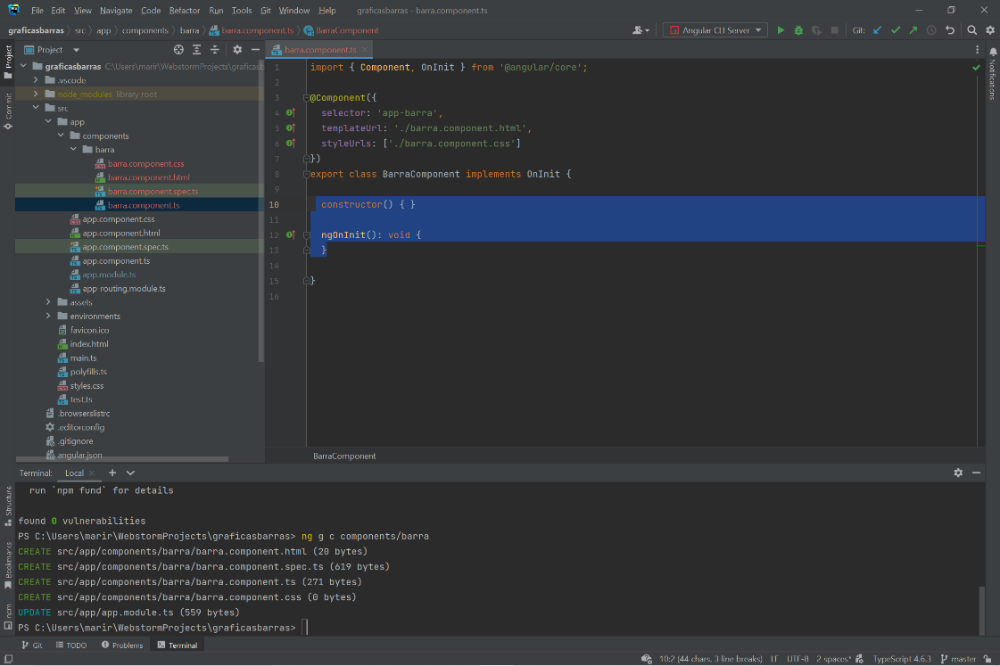 File Edit View Navigate Code Refactor Run Tools Git Window Help graficasbarras - barra.component.ts
graficasbarras src app components barra barra.component.ts BarraComponent Angular CLI Server Git:
Project
barra.component.ts
graficasbarras C:\Users\marir\WebstormProjects\graficasb
.vscode
node_modules library root
src
app
components
barra
barra.component.css
barra.component.html
barra.component.spec.ts
barra.component.ts
app.component.css
app.component.html
app.component.spec.ts
app.component.ts
app.module.ts
app-routing.module.ts
assets
environments
favicon.ico
index.html
main.ts
polyfills.ts
styles.css
test.ts
.browserslistrc
.editorconfig
.gitignore
angular.json
Project
Commit
Structure
Bookmarks
npm
Notifications
1 import { Component, OnInit } from '@angular/core';
2
3 @Component({
4 selector: 'app-barra',
5 templateUrl: './barra.component.html',
6 styleUrls: ['./barra.component.css']
7 })
8 export class BarraComponent implements OnInit {
9
10 constructor() { }
11
12 ngOnInit(): void {
13 }
14
15 }
16
BarraComponent
Terminal: Local
run `npm fund` for details
found 0 vulnerabilities
PS C:\Users\marir\WebstormProjects\graficasbarras> ng g c components/barra
CREATE src/app/components/barra/barra.component.html (20 bytes)
CREATE src/app/components/barra/barra.component.spec.ts (619 bytes)
CREATE src/app/components/barra/barra.component.ts (271 bytes)
CREATE src/app/components/barra/barra.component.css (0 bytes)
UPDATE src/app/app.module.ts (559 bytes)
PS C:\Users\marir\WebstormProjects\graficasbarras>
Git TODO Problems Terminal
10:2 (44 chars, 3 line breaks) LF UTF-8 2 spaces* TypeScript 4.6.3 master